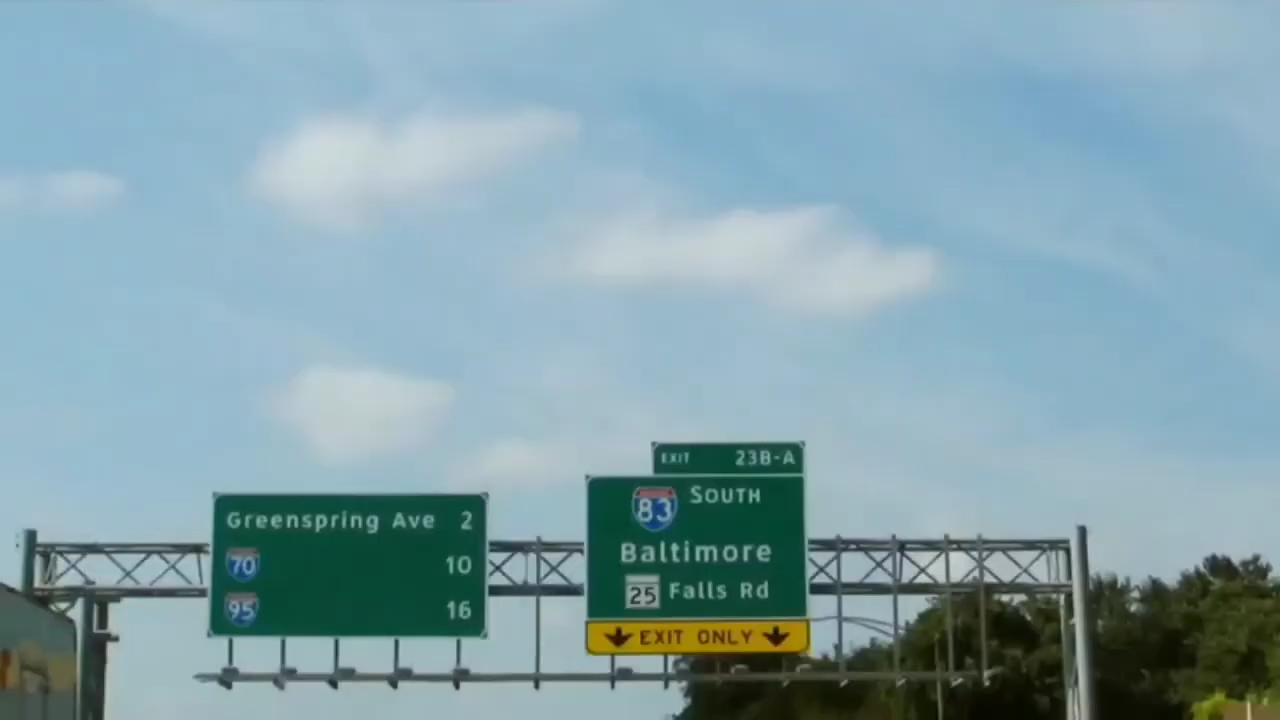 Greenspring Ave 2
70 10
95 16
EXIT 23B-A
83 SOUTH
Baltimore
25 Falls Rd
EXIT ONLY